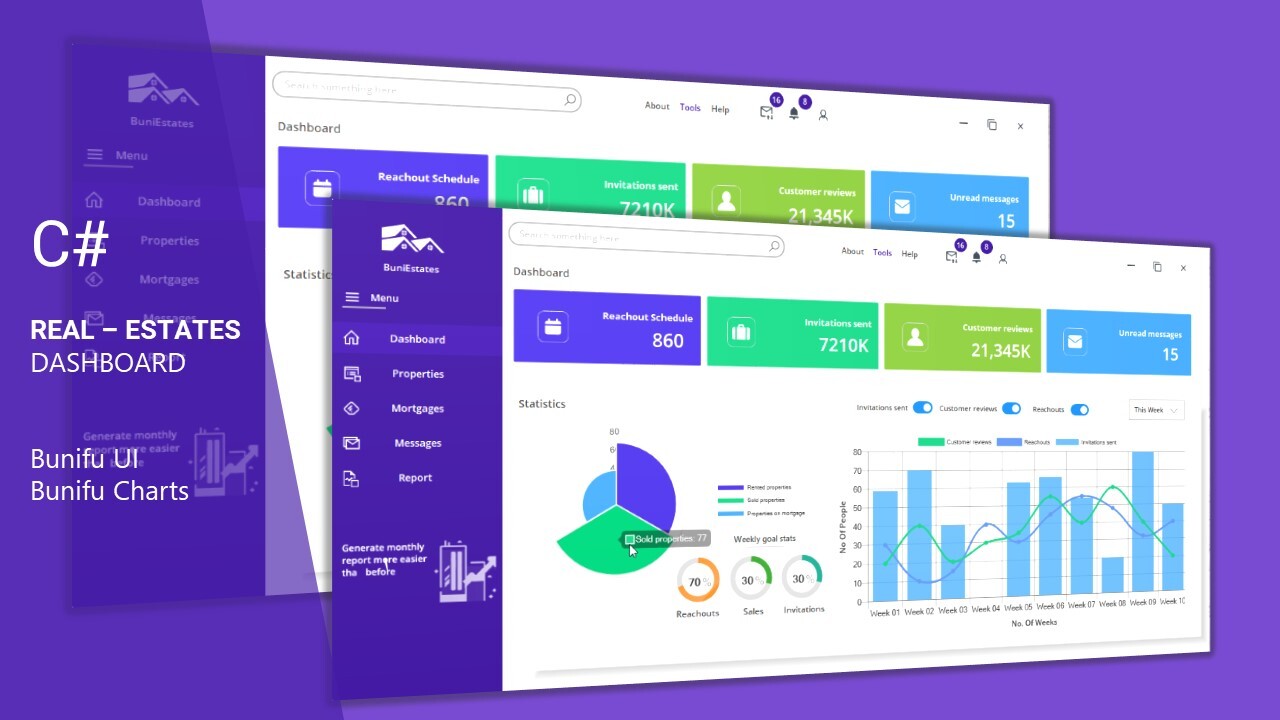 C#
REAL – ESTATES
DASHBOARD
Bunifu UI
Bunifu Charts
BuniEstates
Menu
Dashboard
Properties
Mortgages
Messages
Generate monthly
report more easier
before
Search something here
About Tools Help
16 8
Dashboard
Reachout Schedule
860
Invitations sent
7210K
Customer reviews
21,345K
Unread messages
15
Statistic
BuniEstates
Menu
Dashboard
Properties
Mortgages
Messages
Report
Generate monthly
report more easier
tha before
Search something here
About Tools Help
16 8
Dashboard
Reachout Schedule
860
Invitations sent
7210K
Customer reviews
21,345K
Unread messages
15
Statistics
80
6
4
Sold properties: 77
Rented properties
Sold properties
Properties on mortgage
Weekly goal stats
70 %
30 %
30 %
Reachouts Sales Invitations
Invitations sent Customer reviews Reachouts This Week
Customer reviews Reachouts Invitations sent
No Of People
80
70
60
50
40
30
20
10
0
Week 01 Week 02 Week 03 Week 04 Week 05 Week 06 Week 07 Week 08 Week 09 Week 10
No. Of Weeks